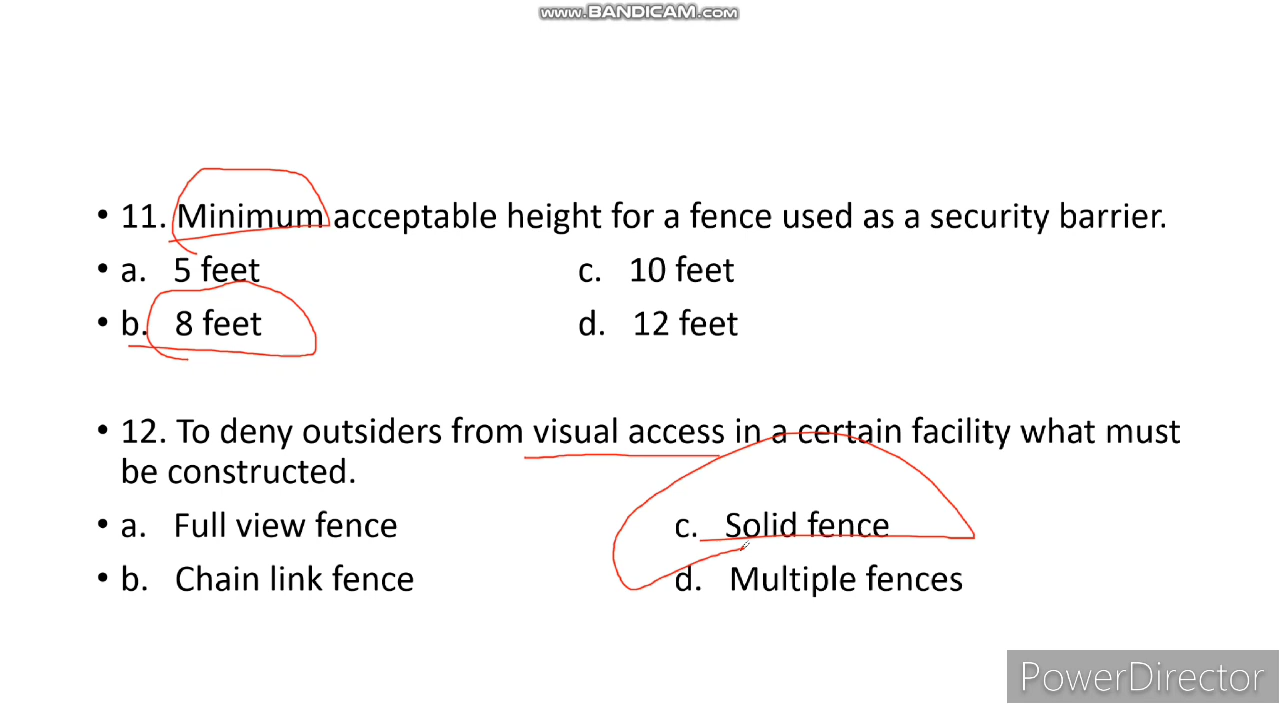 www.BANDICAM.com
• 11. Minimum acceptable height for a fence used as a security barrier.
• a. 5 feet c. 10 feet
• b. 8 feet d. 12 feet
• 12. To deny outsiders from visual access in a certain facility what must
be constructed.
• a. Full view fence c. Solid fence
• b. Chain link fence d. Multiple fences
PowerDirector